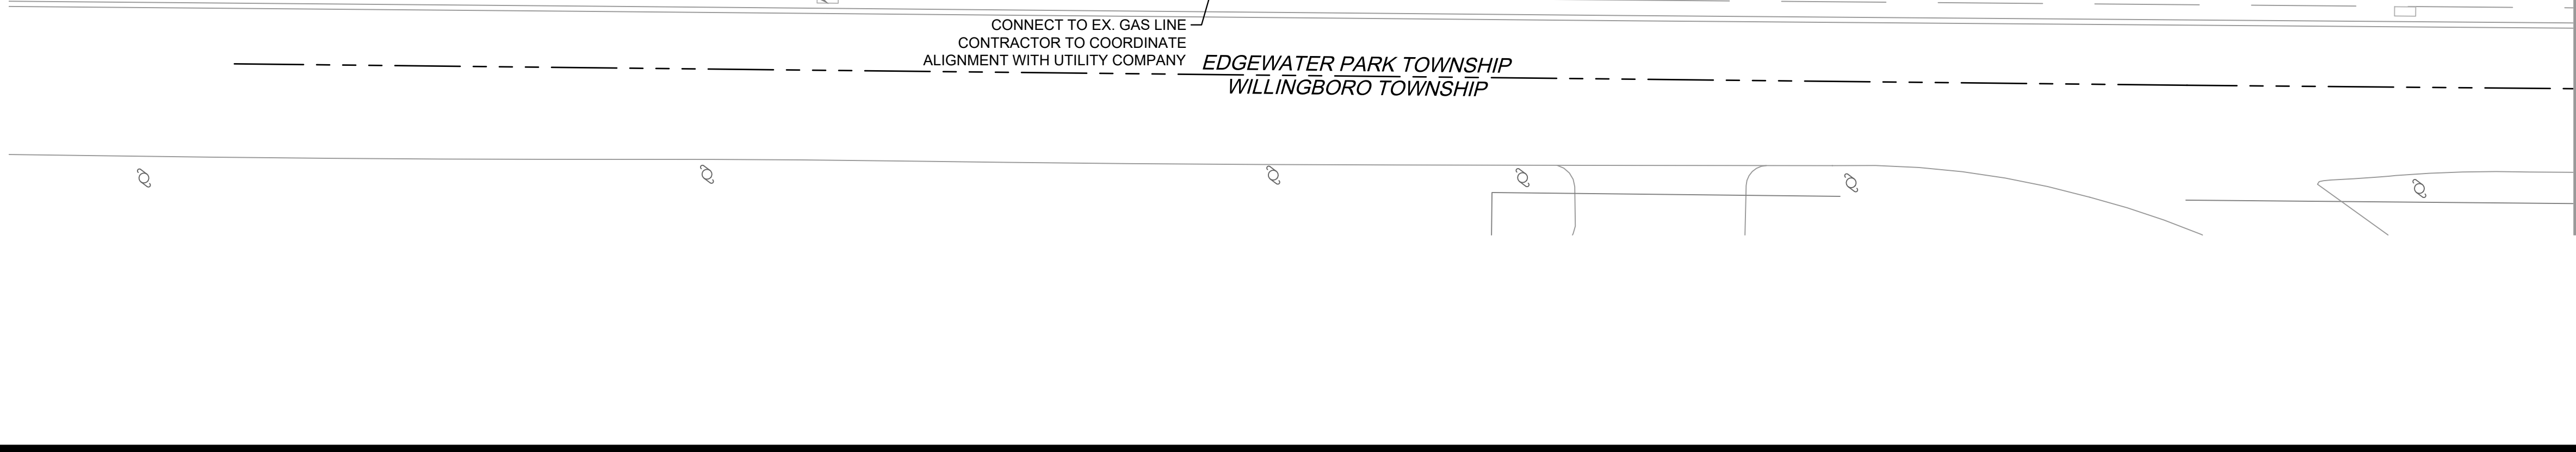 CONNECT TO EX. GAS LINE
CONTRACTOR TO COORDINATE
ALIGNMENT WITH UTILITY COMPANY
EDGEWATER PARK TOWNSHIP
WILLINGBORO TOWNSHIP